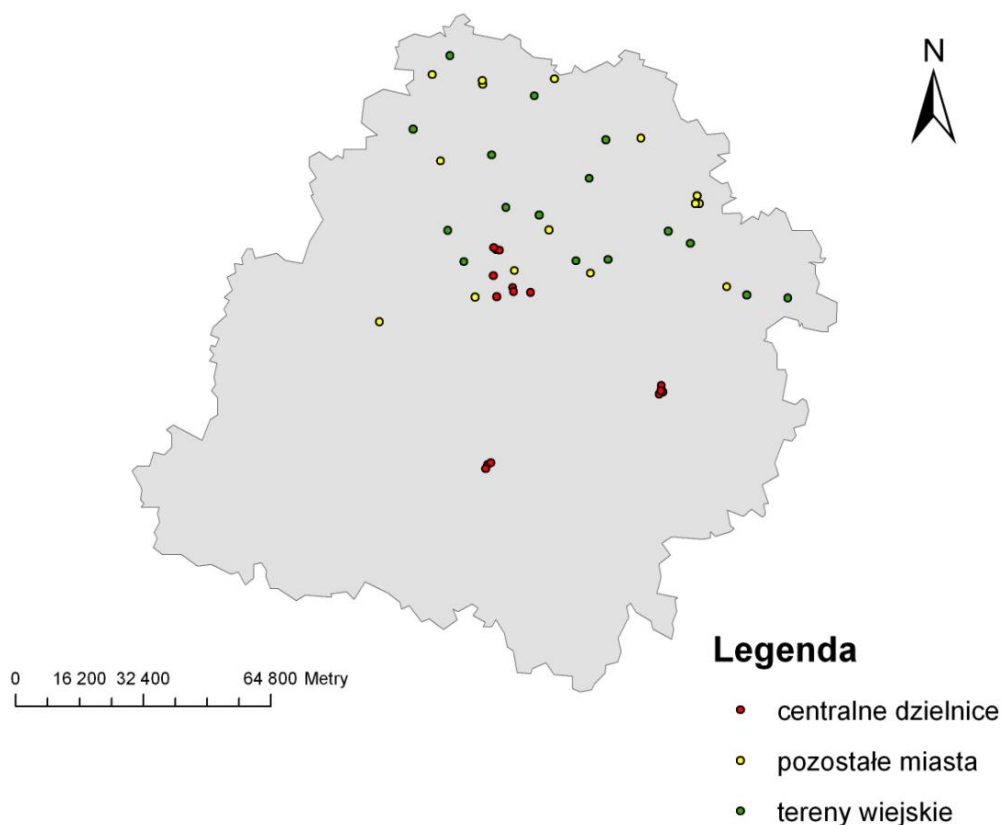 N
0 16 200 32 400 64 800 Metry
Legenda
centralne dzielnice
pozostałe miasta
tereny wiejskie